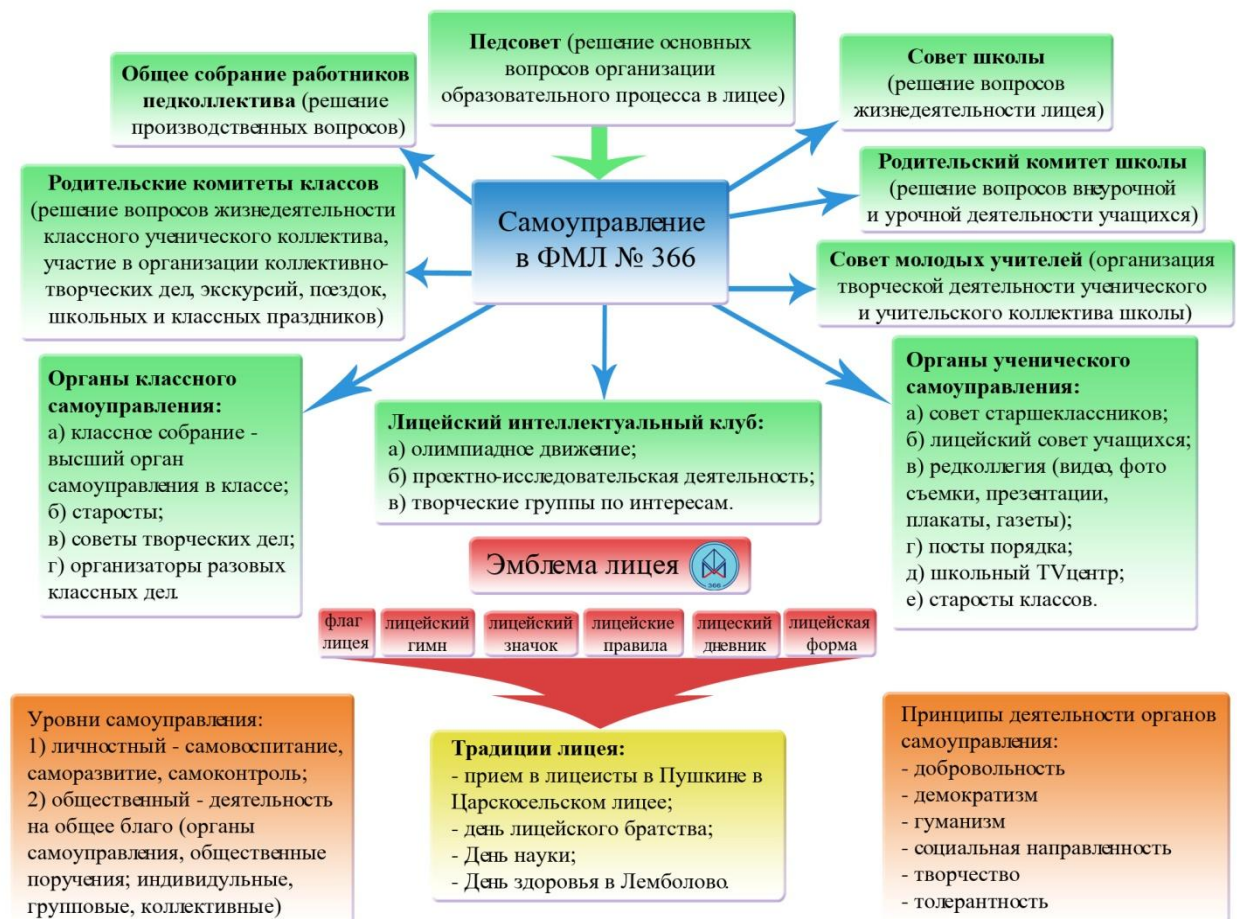 Педсовет (решение основных
вопросов организации
образовательного процесса в лицее)
Общее собрание работников
педколлектива (решение
производственных вопросов)
Совет школы
(решение вопросов
жизнедеятельности лицея)
Родительские комитеты классов
(решение вопросов жизнедеятельности
классного ученического коллектива,
участие в организации коллективно-
творческих дел, экскурсий, поездок,
школьных и классных праздников)
Самоуправление
в ФМЛ № 366
Родительский комитет школы
(решение вопросов внеурочной
и урочной деятельности учащихся)
Совет молодых учителей (организация
творческой деятельности ученического
и учительского коллектива школы)
Органы классного
самоуправления:
а) классное собрание -
высший орган
самоуправления в классе;
б) старосты;
в) советы творческих дел;
г) организаторы разовых
классных дел.
Лицейский интеллектуальный клуб:
а) олимпиадное движение;
б) проектно-исследовательская деятельность;
в) творческие группы по интересам.
Органы ученического
самоуправления:
а) совет старшеклассников;
б) лицейский совет учащихся;
в) редколлегия (видео, фото
съемки, презентации,
плакаты, газеты);
г) посты порядка;
д) школьный TVцентр;
е) старосты классов.
Эмблема лицея
366
флаг
лицея
лицейский
гимн
лицейский
значок
лицейские
правила
лицеский
дневник
лицейская
форма
Уровни самоуправления:
1) личностный - самовоспитание,
саморазвитие, самоконтроль;
2) общественный - деятельность
на общее благо (органы
самоуправления, общественные
поручения; индивидульные,
групповые, коллективные)
Традиции лицея:
- прием в лицеисты в Пушкине в
Царскосельском лицее;
- день лицейского братства;
- День науки;
- День здоровья в Лемболово.
Принципы деятельности органов
самоуправления:
- добровольность
- демократизм
- гуманизм
- социальная направленность
- творчество
- толерантность